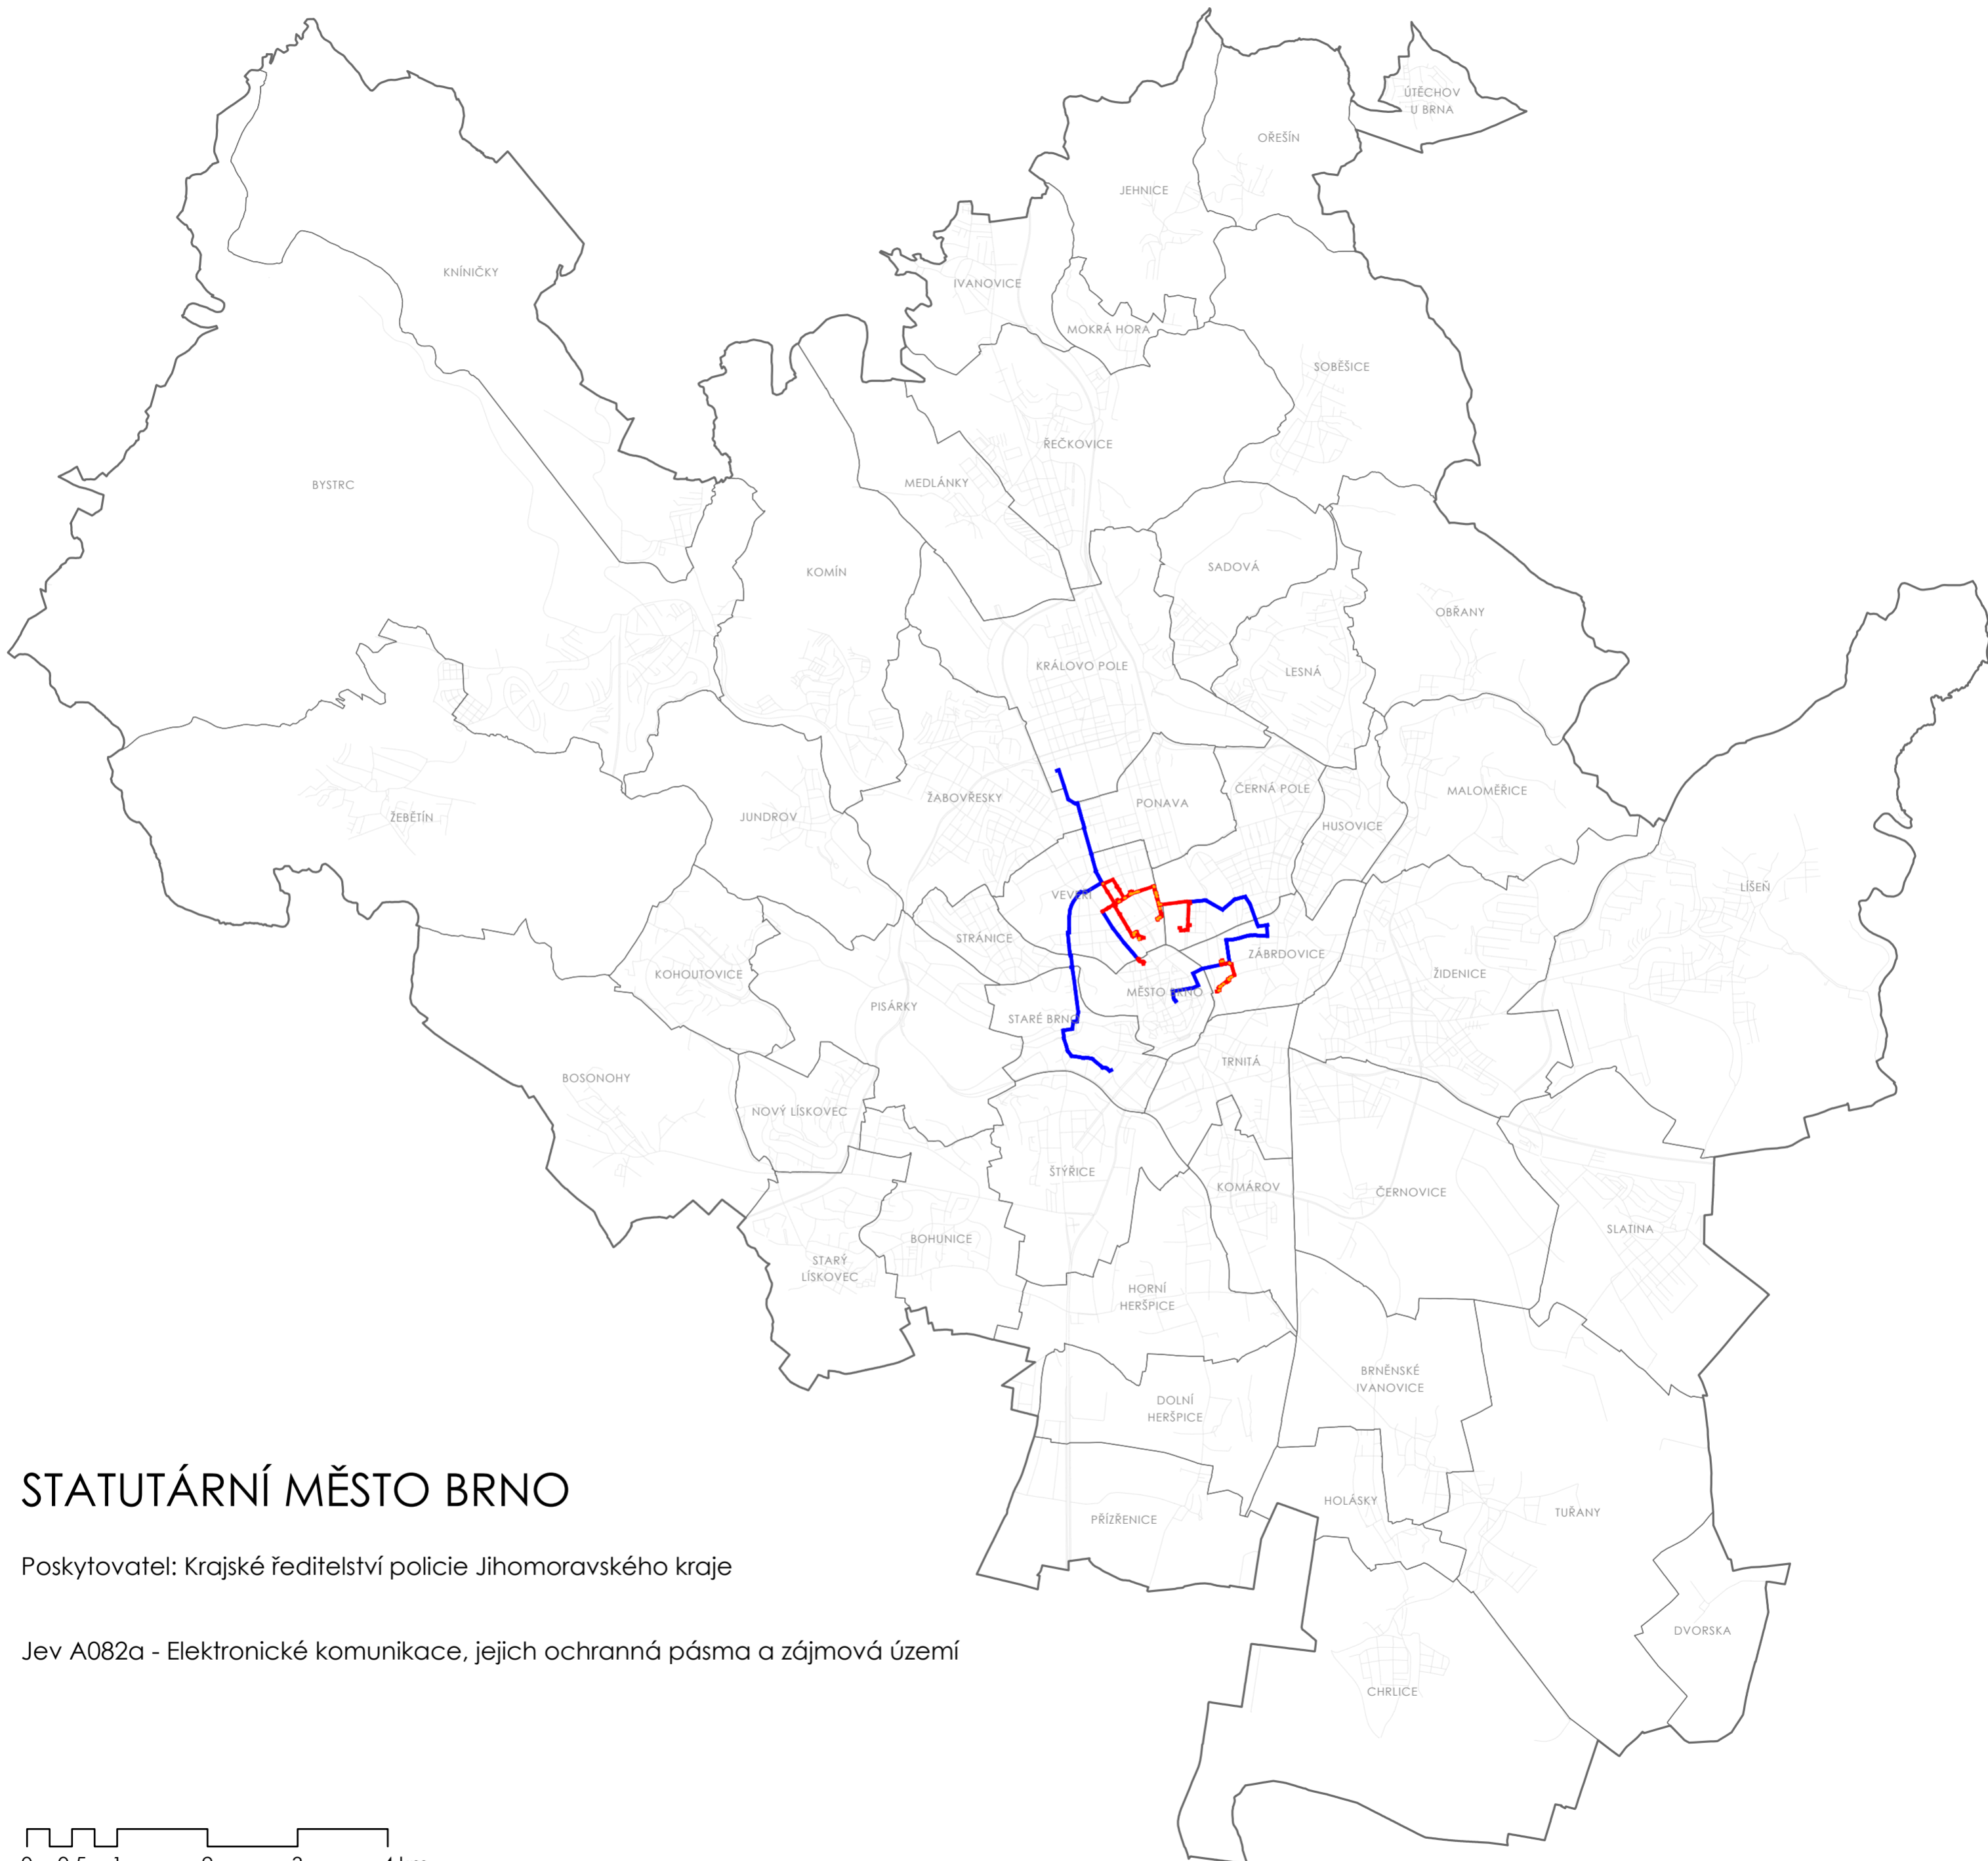 ÚTĚCHOV
U BRNA
OŘEŠÍN
JEHNICE
KNÍNIČKY
IVANOVICE
MOKRÁ HORA
SOBĚŠICE
ŘEČKOVICE
BYSTRC
MEDLÁNKY
KOMÍN
SADOVÁ
OBŘANY
KRÁLOVO POLE
LESNÁ
ŽABOVŘESKY
PONAVA
ČERNÁ POLE
MALOMĚŘICE
ŽEBĚTÍN
JUNDROV
HUSOVICE
VEVEŘÍ
LÍŠEŇ
STRÁNICE
ZÁBRDOVICE
KOHOUTOVICE
ŽIDENICE
MĚSTO BRNO
PISÁRKY
STARÉ BRNO
TRNITÁ
BOSONOHY
NOVÝ LÍSKOVEC
ŠTÝŘICE
KOMÁROV
ČERNOVICE
SLATINA
BOHUNICE
STARÝ
LÍSKOVEC
HORNÍ
HERŠPICE
BRNĚNSKÉ
IVANOVICE
DOLNÍ
HERŠPICE
HOLÁSKY
TUŘANY
PŘÍZŘENICE
DVORSKA
CHRLICE
STATUTÁRNÍ MĚSTO BRNO
Poskytovatel: Krajské ředitelství policie Jihomoravského kraje
Jev A082a - Elektronické komunikace, jejich ochranná pásma a zájmová území